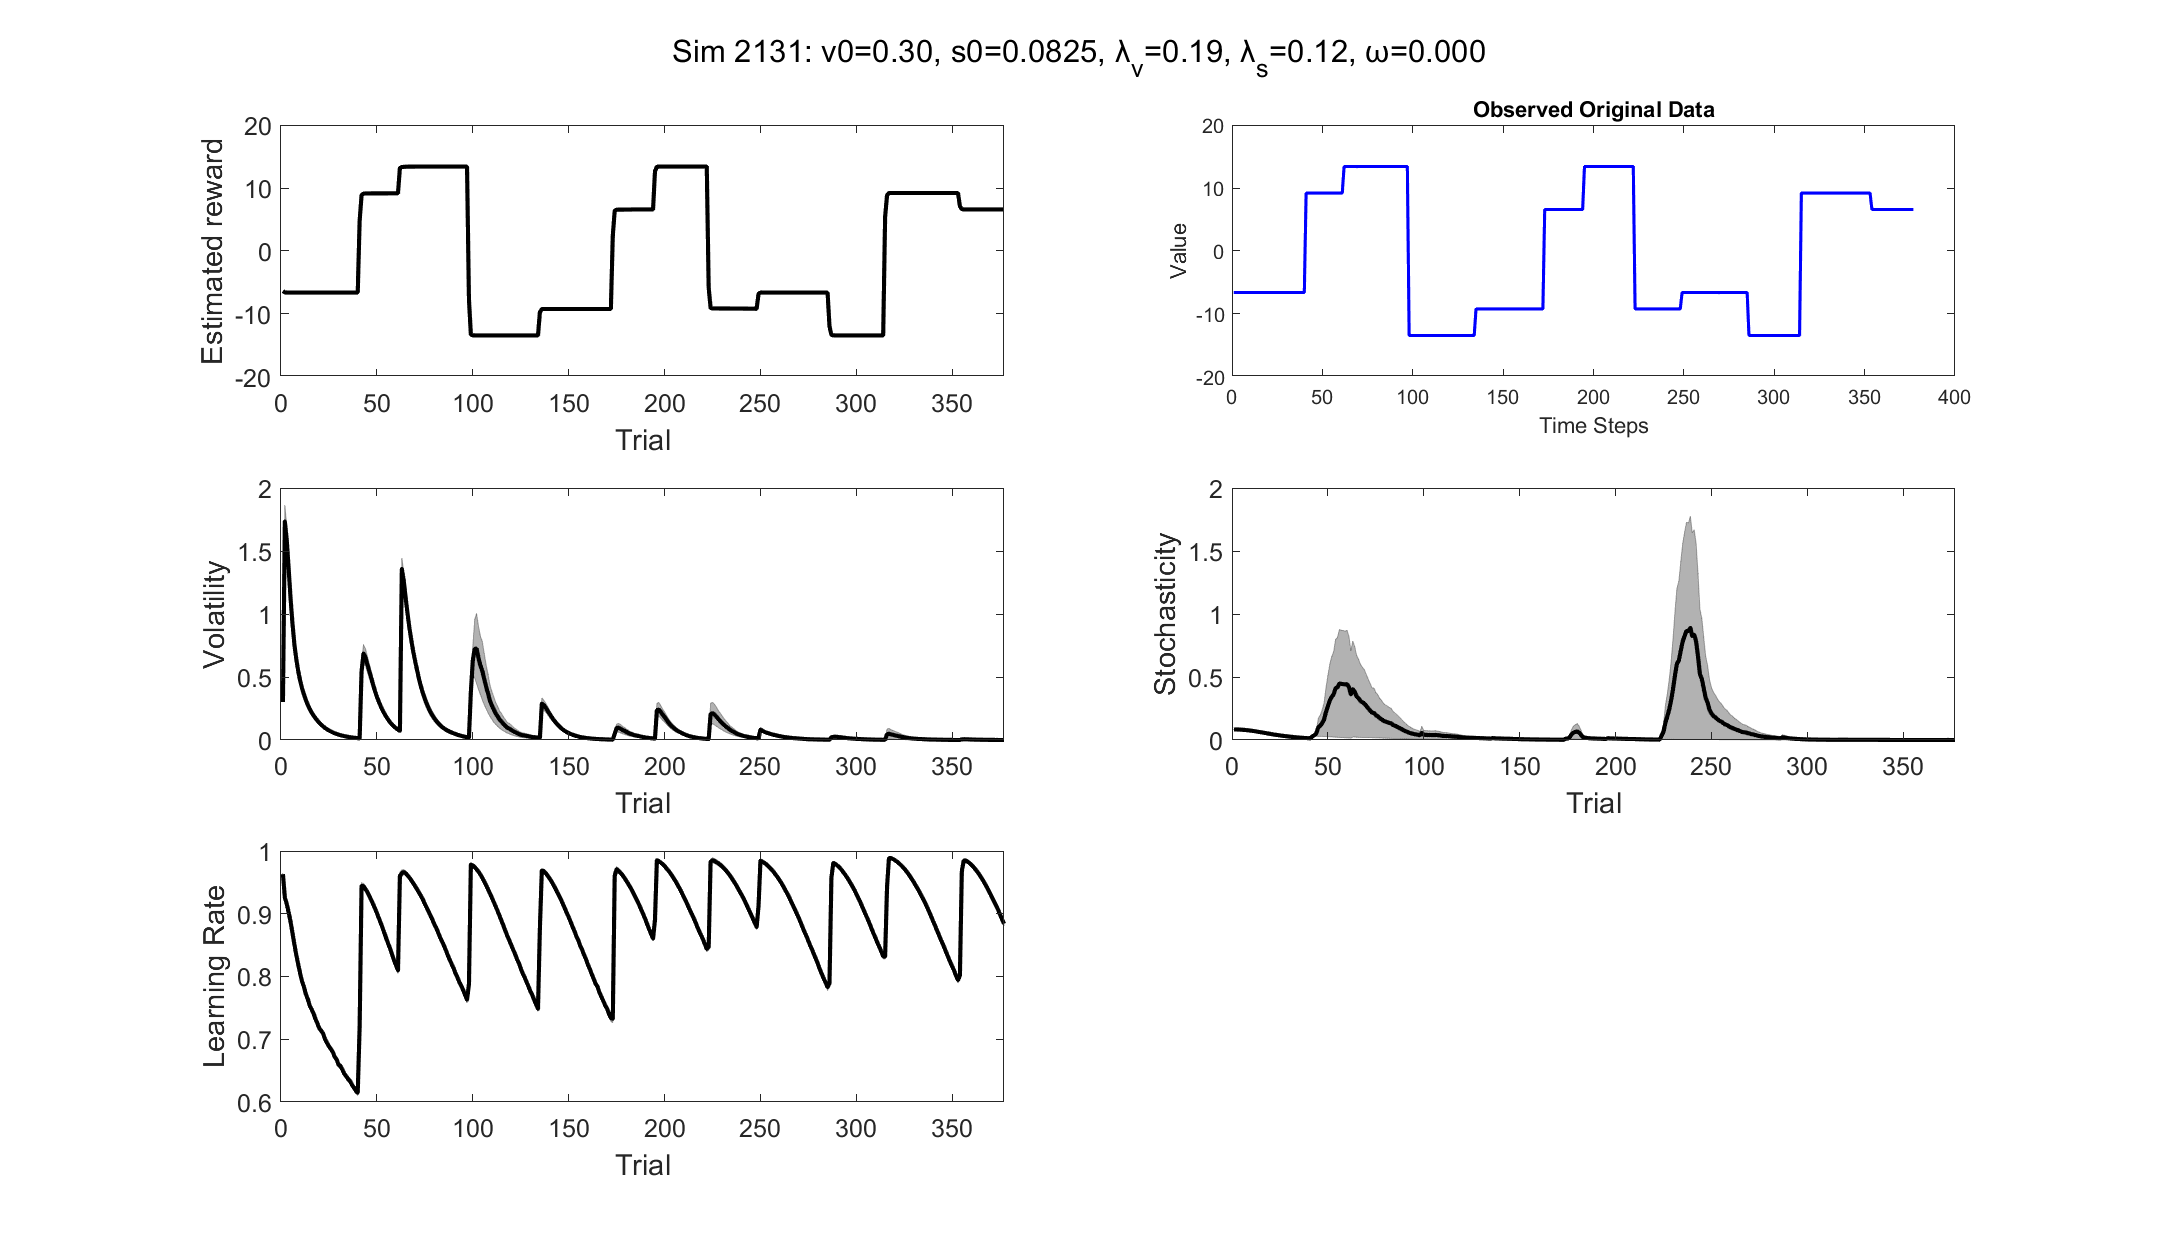 Sim 2131: v0=0.30, s0=0.0825, λ_v=0.19, λ_s=0.12, ω=0.000
20
10
0
-10
-20
Estimated reward
0 50 100 150 200 250 300 350
Trial
Observed Original Data
20
10
0
-10
-20
Value
0 50 100 150 200 250 300 350 400
Time Steps
2
1.5
1
0.5
0
Volatility
0 50 100 150 200 250 300 350
Trial
2
1.5
1
0.5
0
Stochasticity
0 50 100 150 200 250 300 350
Trial
1
0.9
0.8
0.7
0.6
Learning Rate
0 50 100 150 200 250 300 350
Trial